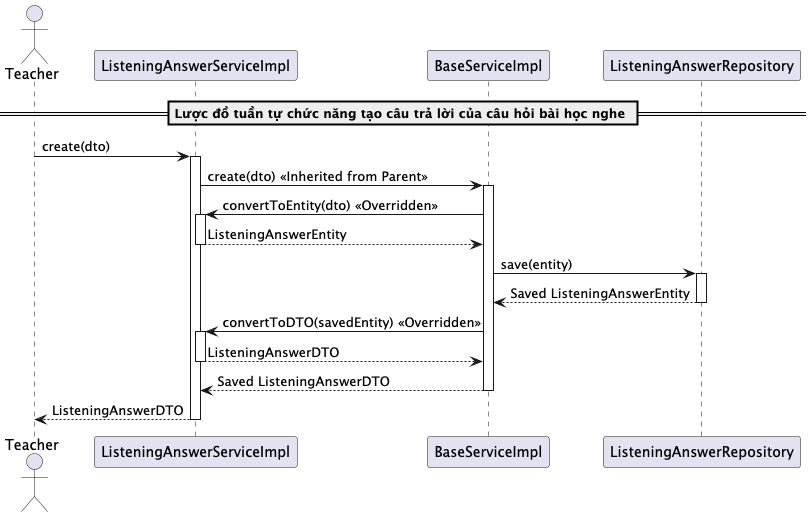 Teacher
ListeningAnswerServiceImpl
BaseServiceImpl
ListeningAnswerRepository
Lược đồ tuần tự chức năng tạo câu trả lời của câu hỏi bài học nghe
create(dto)
create(dto) «Inherited from Parent»
convertToEntity(dto) «Overridden»
ListeningAnswerEntity
save(entity)
Saved ListeningAnswerEntity
convertToDTO(savedEntity) «Overridden»
ListeningAnswerDTO
Saved ListeningAnswerDTO
ListeningAnswerDTO
Teacher
ListeningAnswerServiceImpl
BaseServiceImpl
ListeningAnswerRepository